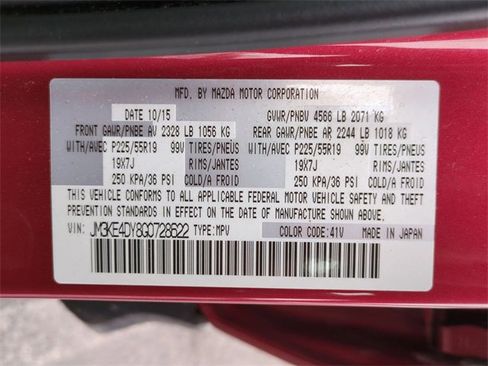 MFD. BY MAZDA MOTOR CORPORATION
DATE 10/15 GVWR/PNBV 4566 LB 2071 KG
FRONT GAWR/PNBE AV 2328 LB 1056 KG REAR GAWR/PNBE AR 2244 LB 1018 KG
WITH/AVEC P225/55R19 99V TIRES/PNEUS WITH/AVEC P225/55R19 99V TIRES/PNEUS
19X7J RIMS/JANTES 19X7J RIMS/JANTES
250 KPA/36 PSI COLD/A FROID 250 KPA/36 PSI COLD/A FROID
THIS VEHICLE CONFORMS TO ALL APPLICABLE FEDERAL MOTOR VEHICLE SAFETY AND THEFT
PREVENTION STANDARDS IN EFFECT ON THE DATE OF MANUFACTURE SHOWN ABOVE.
VIN: JM3KE4DY8G0728622 TYPE: MPV COLOR CODE: 41V MADE IN JAPAN